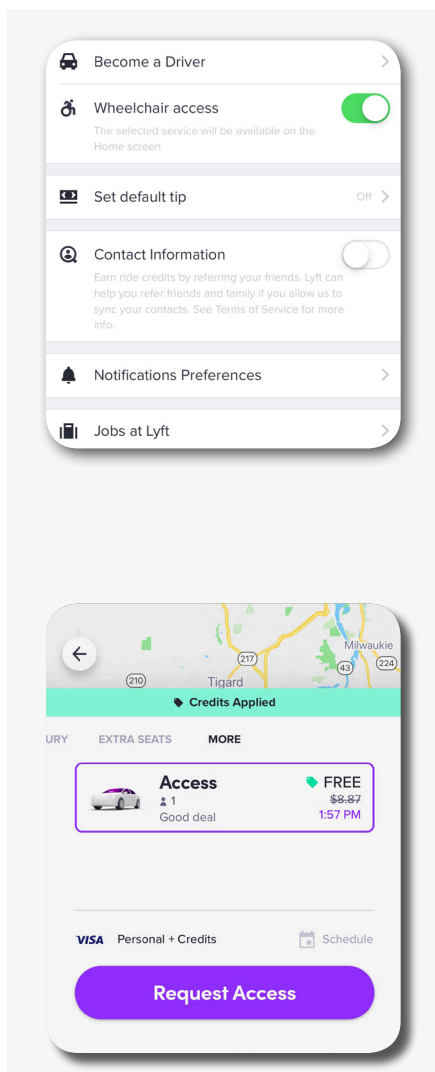 Become a Driver
Wheelchair access
The selected service will be available on the
Home screen
Set default tip Off
Contact Information
Earn ride credits by referring your friends. Lyft can
help you refer friends and family if you allow us to
sync your contacts. See Terms of Service for more
info.
Notifications Preferences
Jobs at Lyft
Milwaukie
217
43
224
210
Tigard
Credits Applied
URY EXTRA SEATS MORE
Access FREE
1 $8.87
Good deal 1:57 PM
VISA Personal + Credits Schedule
Request Access